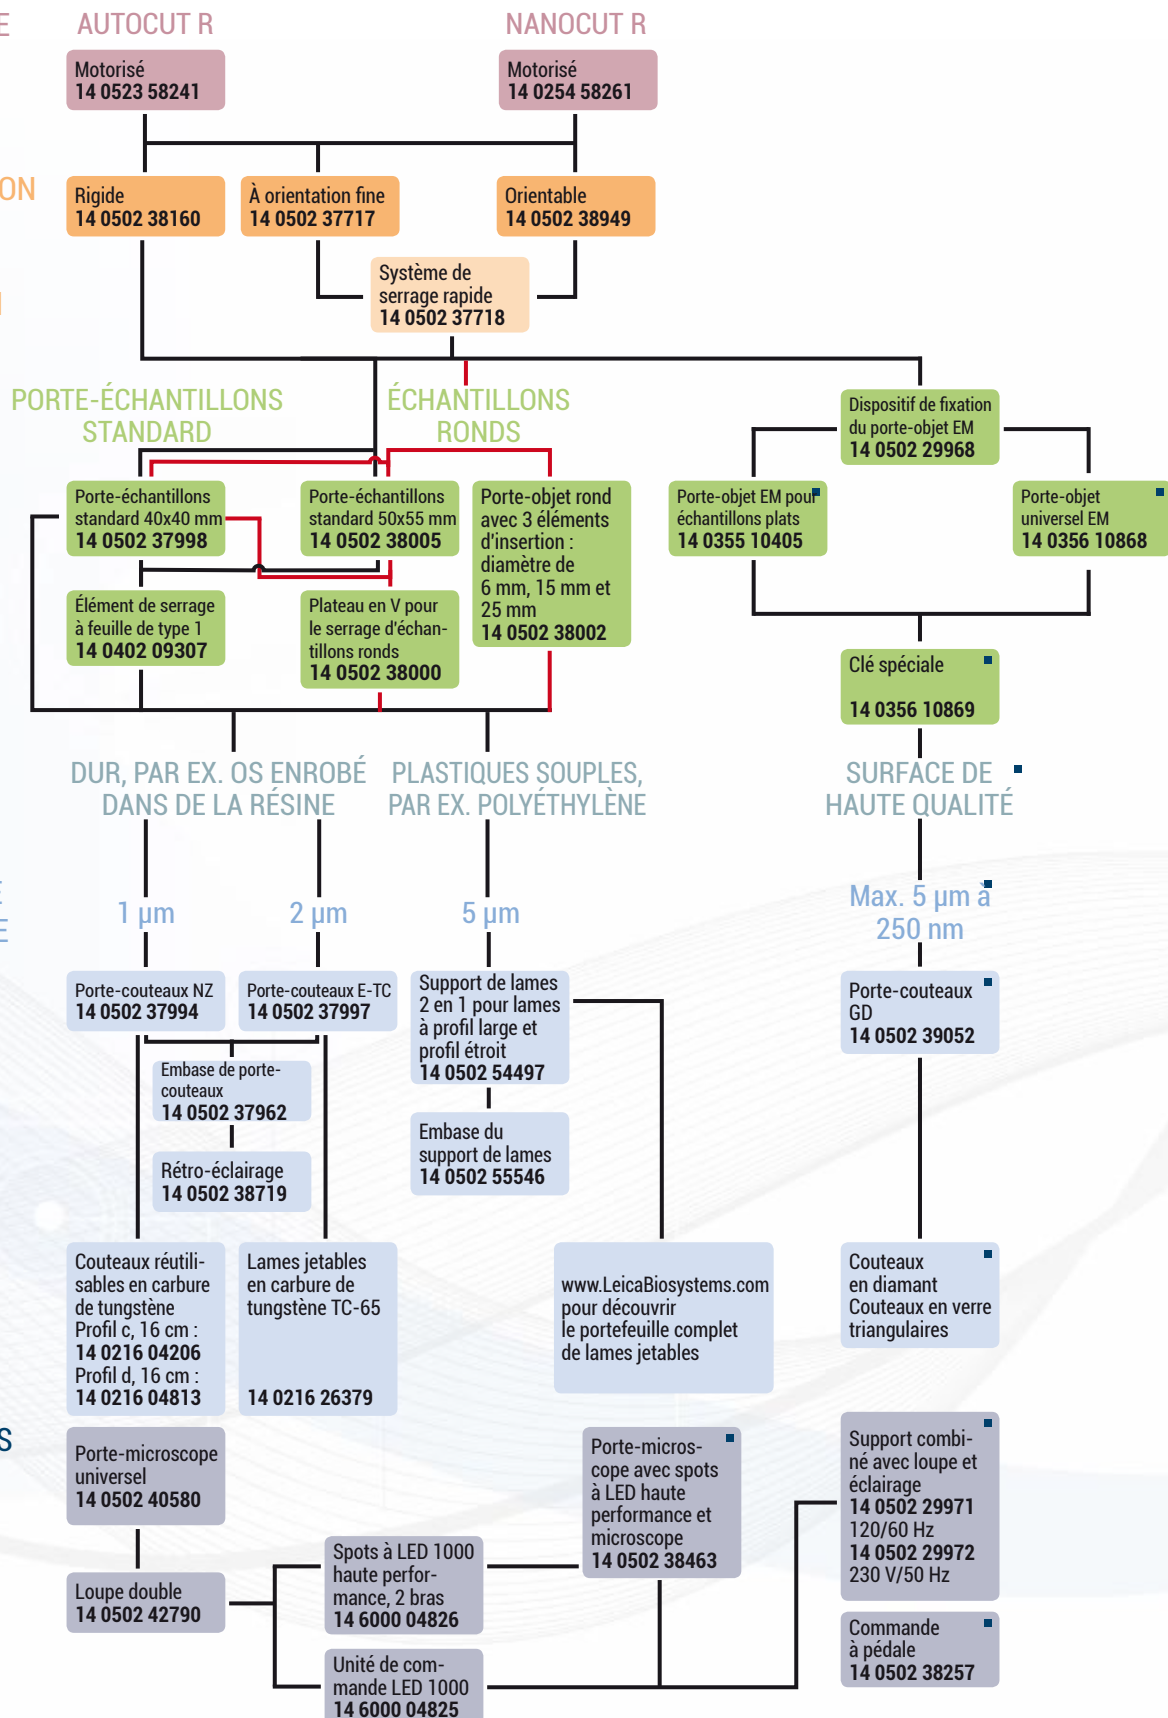 E
AUTOCUT R
NANOCUT R
Motorisé
14 0523 58241
Motorisé
14 0254 58261
ON
Rigide
14 0502 38160
À orientation fine
14 0502 37717
Orientable
14 0502 38949
Système de
serrage rapide
14 0502 37718
PORTE-ÉCHANTILLONS
STANDARD
ÉCHANTILLONS
RONDS
Dispositif de fixation
du porte-objet EM
14 0502 29968
Porte-échantillons
standard 40x40 mm
14 0502 37998
Porte-échantillons
standard 50x55 mm
14 0502 38005
Porte-objet rond
avec 3 éléments
d'insertion :
diamètre de
6 mm, 15 mm et
25 mm
14 0502 38002
Porte-objet EM pour
échantillons plats
14 0355 10405
Porte-objet
universel EM
14 0356 10868
Élément de serrage
à feuille de type 1
14 0402 09307
Plateau en V pour
le serrage d'échan-
tillons ronds
14 0502 38000
Clé spéciale
14 0356 10869
DUR, PAR EX. OS ENROBÉ
DANS DE LA RÉSINE
PLASTIQUES SOUPLES,
PAR EX. POLYÉTHYLÈNE
SURFACE DE
HAUTE QUALITÉ
E
E
1 µm
2 µm
5 µm
Max. 5 µm à
250 nm
Porte-couteaux NZ
14 0502 37994
Porte-couteaux E-TC
14 0502 37997
Support de lames
2 en 1 pour lames
à profil large et
profil étroit
14 0502 54497
Porte-couteaux
GD
14 0502 39052
Embase de porte-
couteaux
14 0502 37962
Embase du
support de lames
14 0502 55546
Rétro-éclairage
14 0502 38719
Couteaux réutili-
sables en carbure
de tungstène
Profil c, 16 cm :
14 0216 04206
Profil d, 16 cm :
14 0216 04813
Lames jetables
en carbure de
tungstène TC-65
14 0216 26379
www.LeicaBiosystems.com
pour découvrir
le portefeuille complet
de lames jetables
Couteaux
en diamant
Couteaux en verre
triangulaires
S
Porte-microscope
universel
14 0502 40580
Porte-micros-
cope avec spots
à LED haute
performance et
microscope
14 0502 38463
Support combi-
né avec loupe et
éclairage
14 0502 29971
120/60 Hz
14 0502 29972
230 V/50 Hz
Loupe double
14 0502 42790
Spots à LED 1000
haute perfor-
mance, 2 bras
14 6000 04826
Commande
à pédale
14 0502 38257
Unité de com-
mande LED 1000
14 6000 04825